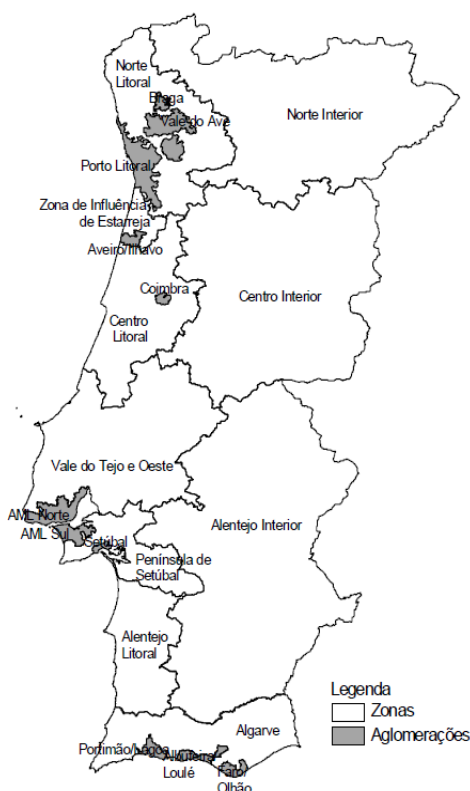 Norte
Litoral
Braga
Vale do Ave
Norte Interior
Porto Litoral
Zona de Influência
de Estarreja
Aveiro/Ílhavo
Coimbra
Centro Interior
Centro
Litoral
Vale do Tejo e Oeste
AML Norte
AML Sul
Setúbal
Alentejo Interior
Península de
Setúbal
Alentejo
Litoral
Legenda
Zonas
Aglomerações
Algarve
Portimão/Lagoa
Albufeira
Loulé
Faro/
Olhão